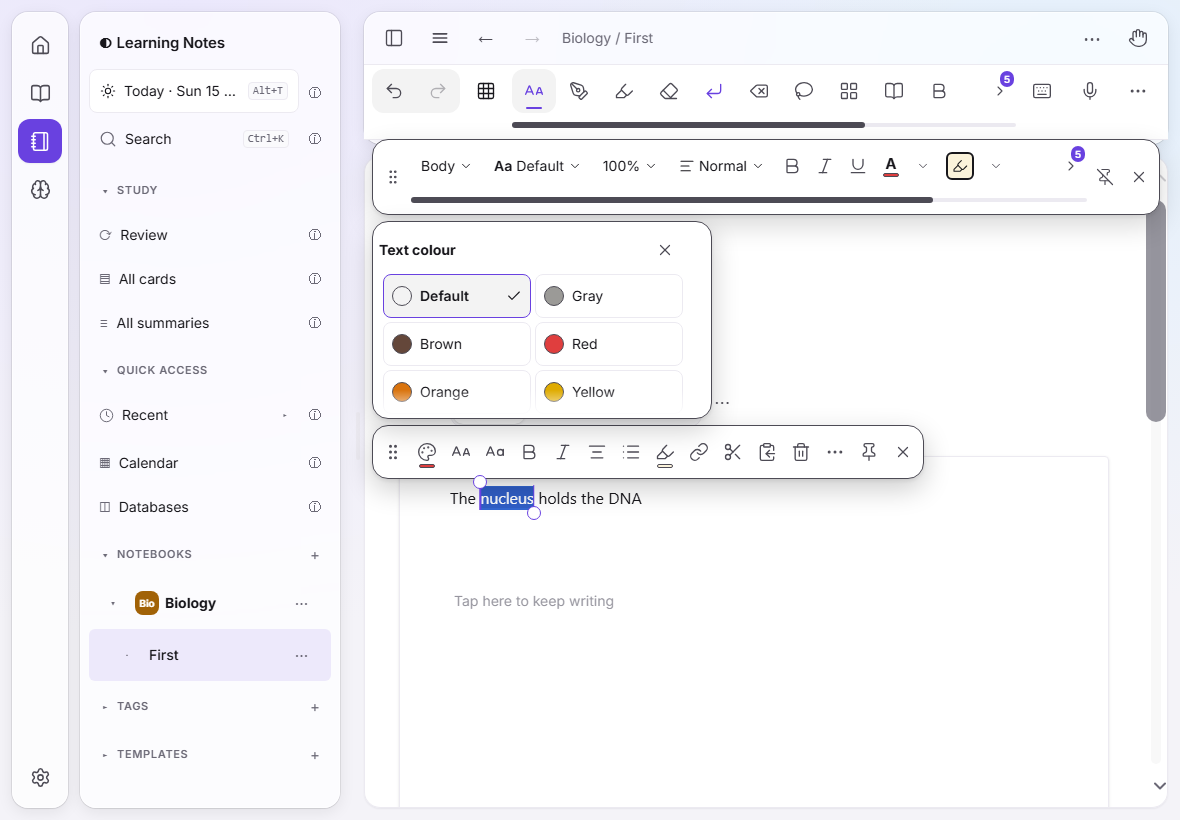 Learning Notes
Today · Sun 15 ... Alt+T
Search Ctrl+K
STUDY
Review
All cards
All summaries
QUICK ACCESS
Recent
Calendar
Databases
NOTEBOOKS
Bio Biology
First
TAGS
TEMPLATES
Biology / First
5
Body Aa Default 100% Normal B I U A 5
Text colour
Default Gray
Brown Red
Orange Yellow
AA Aa B I
The nucleus holds the DNA
Tap here to keep writing